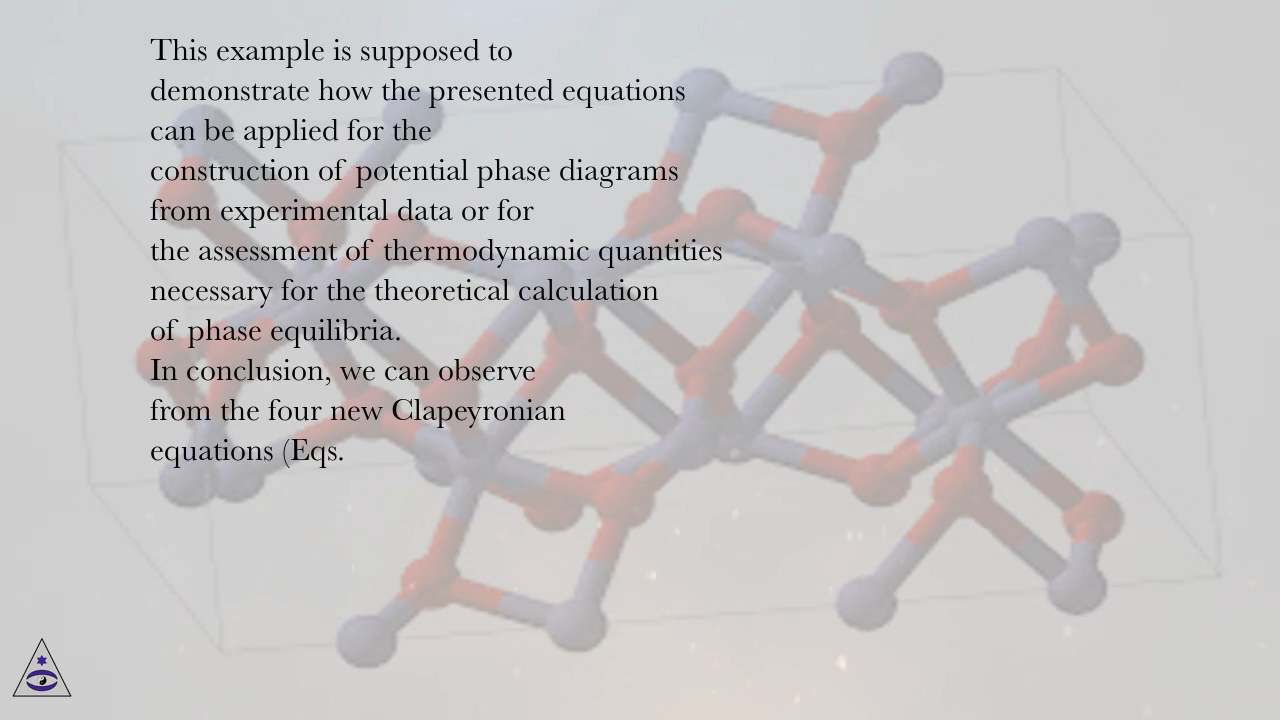 This example is supposed to
demonstrate how the presented equations
can be applied for the
construction of potential phase diagrams
from experimental data or for
the assessment of thermodynamic quantities
necessary for the theoretical calculation
of phase equilibria.
In conclusion, we can observe
from the four new Clapeyronian
equations (Eqs.